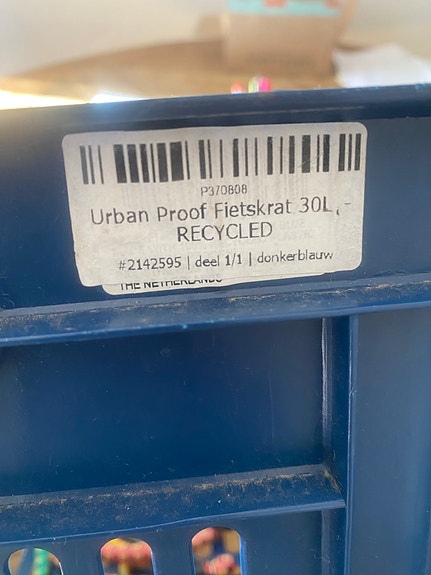 P370808
Urban Proof Fietskrat 30L,-
RECYCLED
#2142595 | deel 1/1 | donkerblauw
THE NETHERLANDS